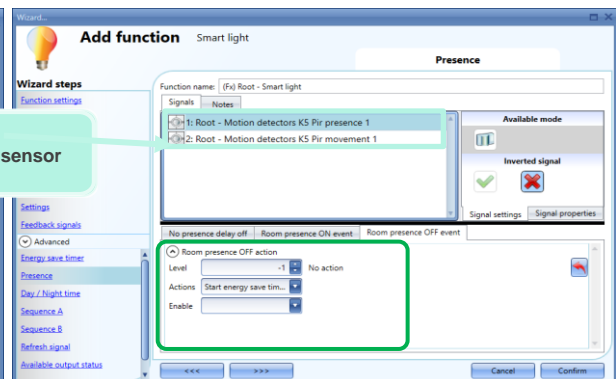 Wizard...
Add function Smart light
Presence
Wizard steps
Function settings
Function name: (Fx) Root - Smart light
Signals Notes
1: Root - Motion detectors K5 Pir presence 1
2: Root - Motion detectors K5 Pir movement 1
Available mode
Inverted signal
Signal settings Signal properties
sensor
Settings
Feedback signals
Advanced
Energy save timer
Presence
Day / Night time
Sequence A
Sequence B
Refresh signal
Available output status
No presence delay off Room presence ON event Room presence OFF event
Room presence OFF action
Level -1 No action
Actions Start energy save tim...
Enable
<<< >>> Cancel Confirm